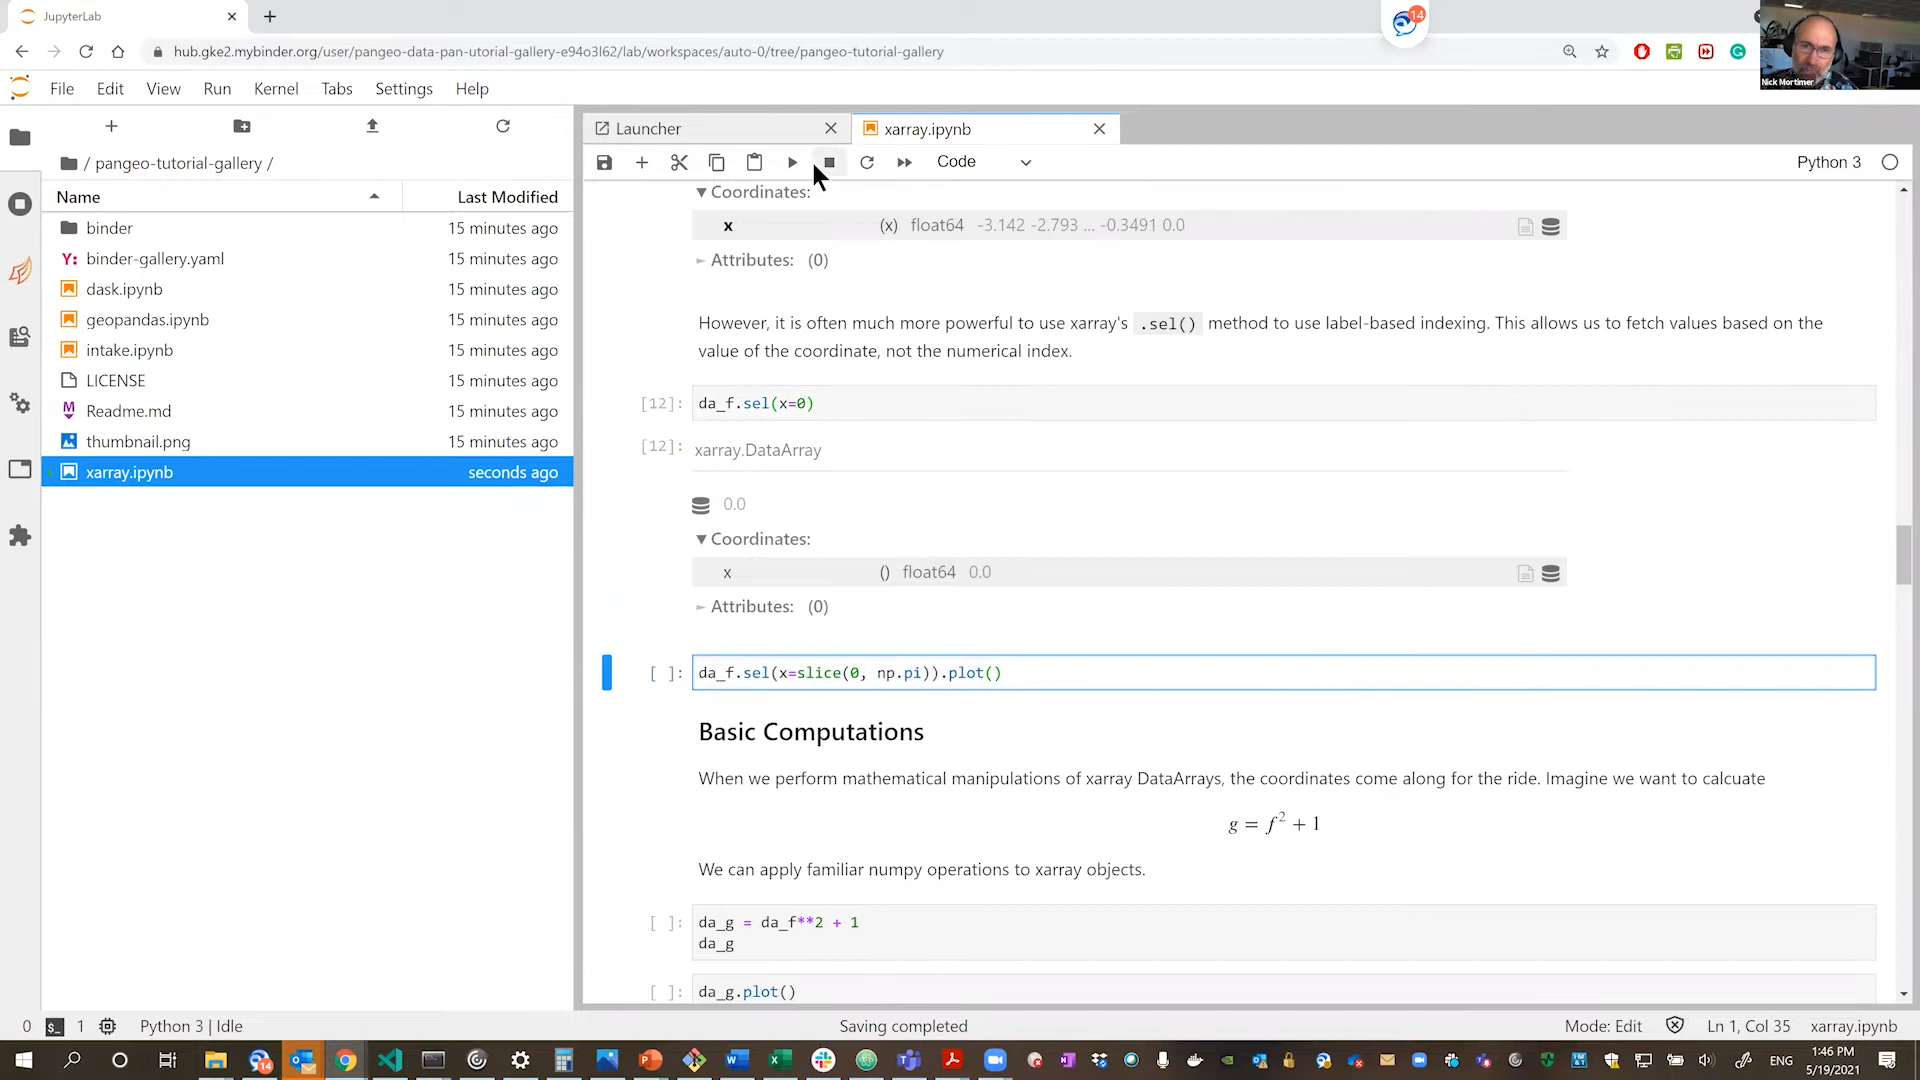 JupyterLab
14
hub.gke2.mybinder.org/user/pangeo-data-pan-utorial-gallery-e94o3l62/lab/workspaces/auto-0/tree/pangeo-tutorial-gallery
Nick Mortimer
File Edit View Run Kernel Tabs Settings Help
Launcher
xarray.ipynb
/ pangeo-tutorial-gallery /
Code
Python 3
Name Last Modified
binder 15 minutes ago
binder-gallery.yaml 15 minutes ago
dask.ipynb 15 minutes ago
geopandas.ipynb 15 minutes ago
intake.ipynb 15 minutes ago
LICENSE 15 minutes ago
Readme.md 15 minutes ago
thumbnail.png 15 minutes ago
xarray.ipynb seconds ago
Coordinates:
x (x) float64 -3.142 -2.793 ... -0.3491 0.0
Attributes: (0)
However, it is often much more powerful to use xarray's .sel() method to use label-based indexing. This allows us to fetch values based on the
value of the coordinate, not the numerical index.
[12]: da_f.sel(x=0)
[12]: xarray.DataArray
0.0
Coordinates:
x () float64 0.0
Attributes: (0)
[ ]: da_f.sel(x=slice(0, np.pi)).plot()
Basic Computations
When we perform mathematical manipulations of xarray DataArrays, the coordinates come along for the ride. Imagine we want to calcuate
g = f² + 1
We can apply familiar numpy operations to xarray objects.
[ ]: da_g = da_f**2 + 1
da_g
[ ]: da_g.plot()
0 1 Python 3 | Idle Saving completed Mode: Edit Ln 1, Col 35 xarray.ipynb
14
ENG
1:46 PM
5/19/2021